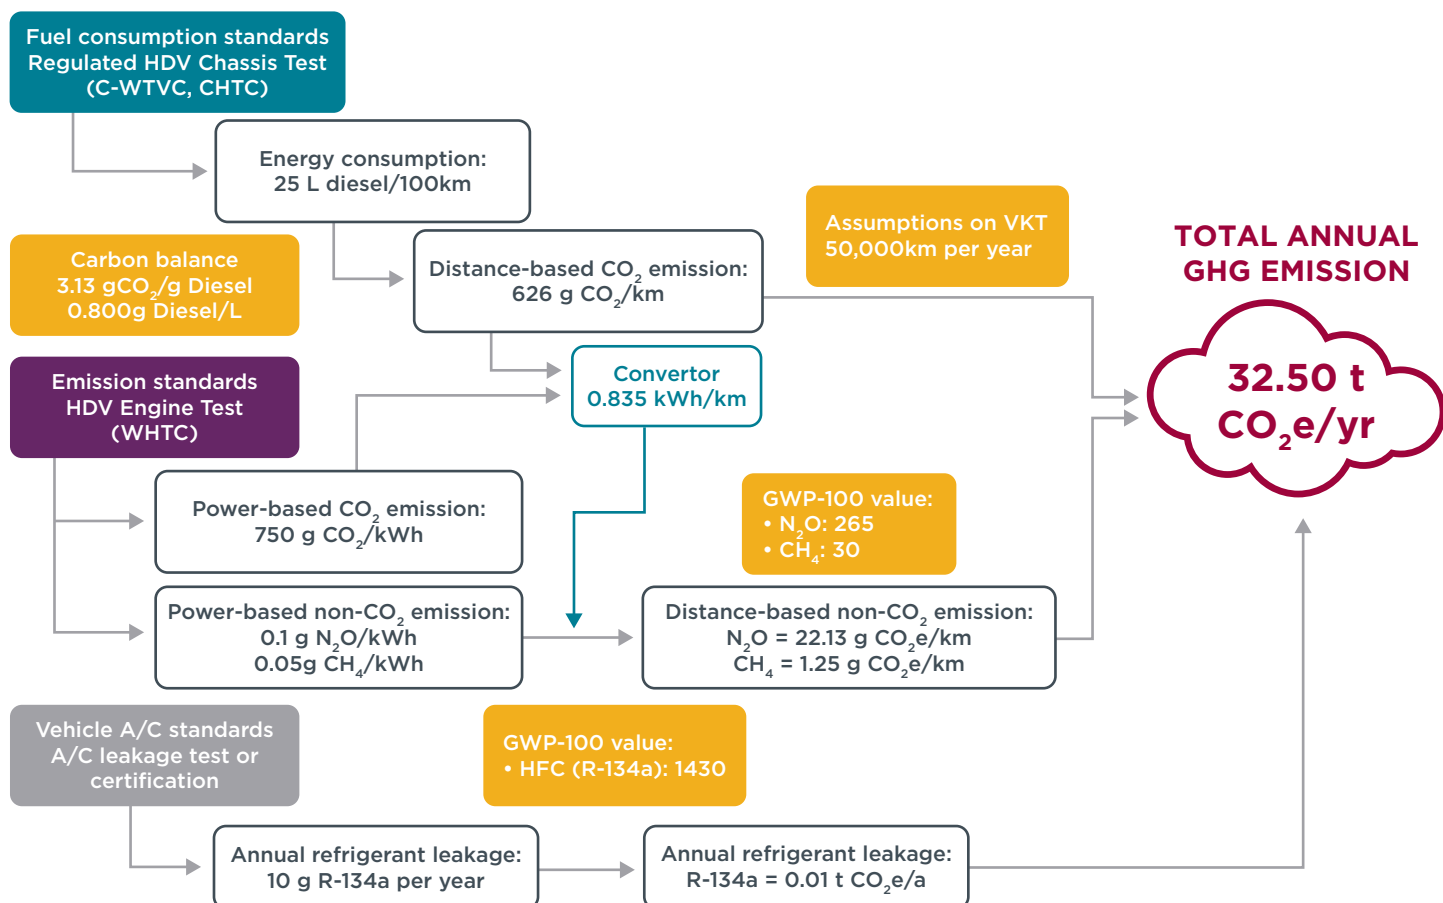 Fuel consumption standards
Regulated HDV Chassis Test
(C-WTVC, CHTC)
Energy consumption:
25 L diesel/100km
Carbon balance
3.13 gCO₂/g Diesel
0.800g Diesel/L
Distance-based CO₂ emission:
626 g CO₂/km
Assumptions on VKT
50,000km per year
TOTAL ANNUAL
GHG EMISSION
32.50 t
CO₂e/yr
Emission standards
HDV Engine Test
(WHTC)
Convertor
0.835 kWh/km
Power-based CO₂ emission:
750 g CO₂/kWh
GWP-100 value:
• N₂O: 265
• CH₄: 30
Power-based non-CO₂ emission:
0.1 g N₂O/kWh
0.05g CH₄/kWh
Distance-based non-CO₂ emission:
N₂O = 22.13 g CO₂e/km
CH₄ = 1.25 g CO₂e/km
Vehicle A/C standards
A/C leakage test or
certification
GWP-100 value:
• HFC (R-134a): 1430
Annual refrigerant leakage:
10 g R-134a per year
Annual refrigerant leakage:
R-134a = 0.01 t CO₂e/a